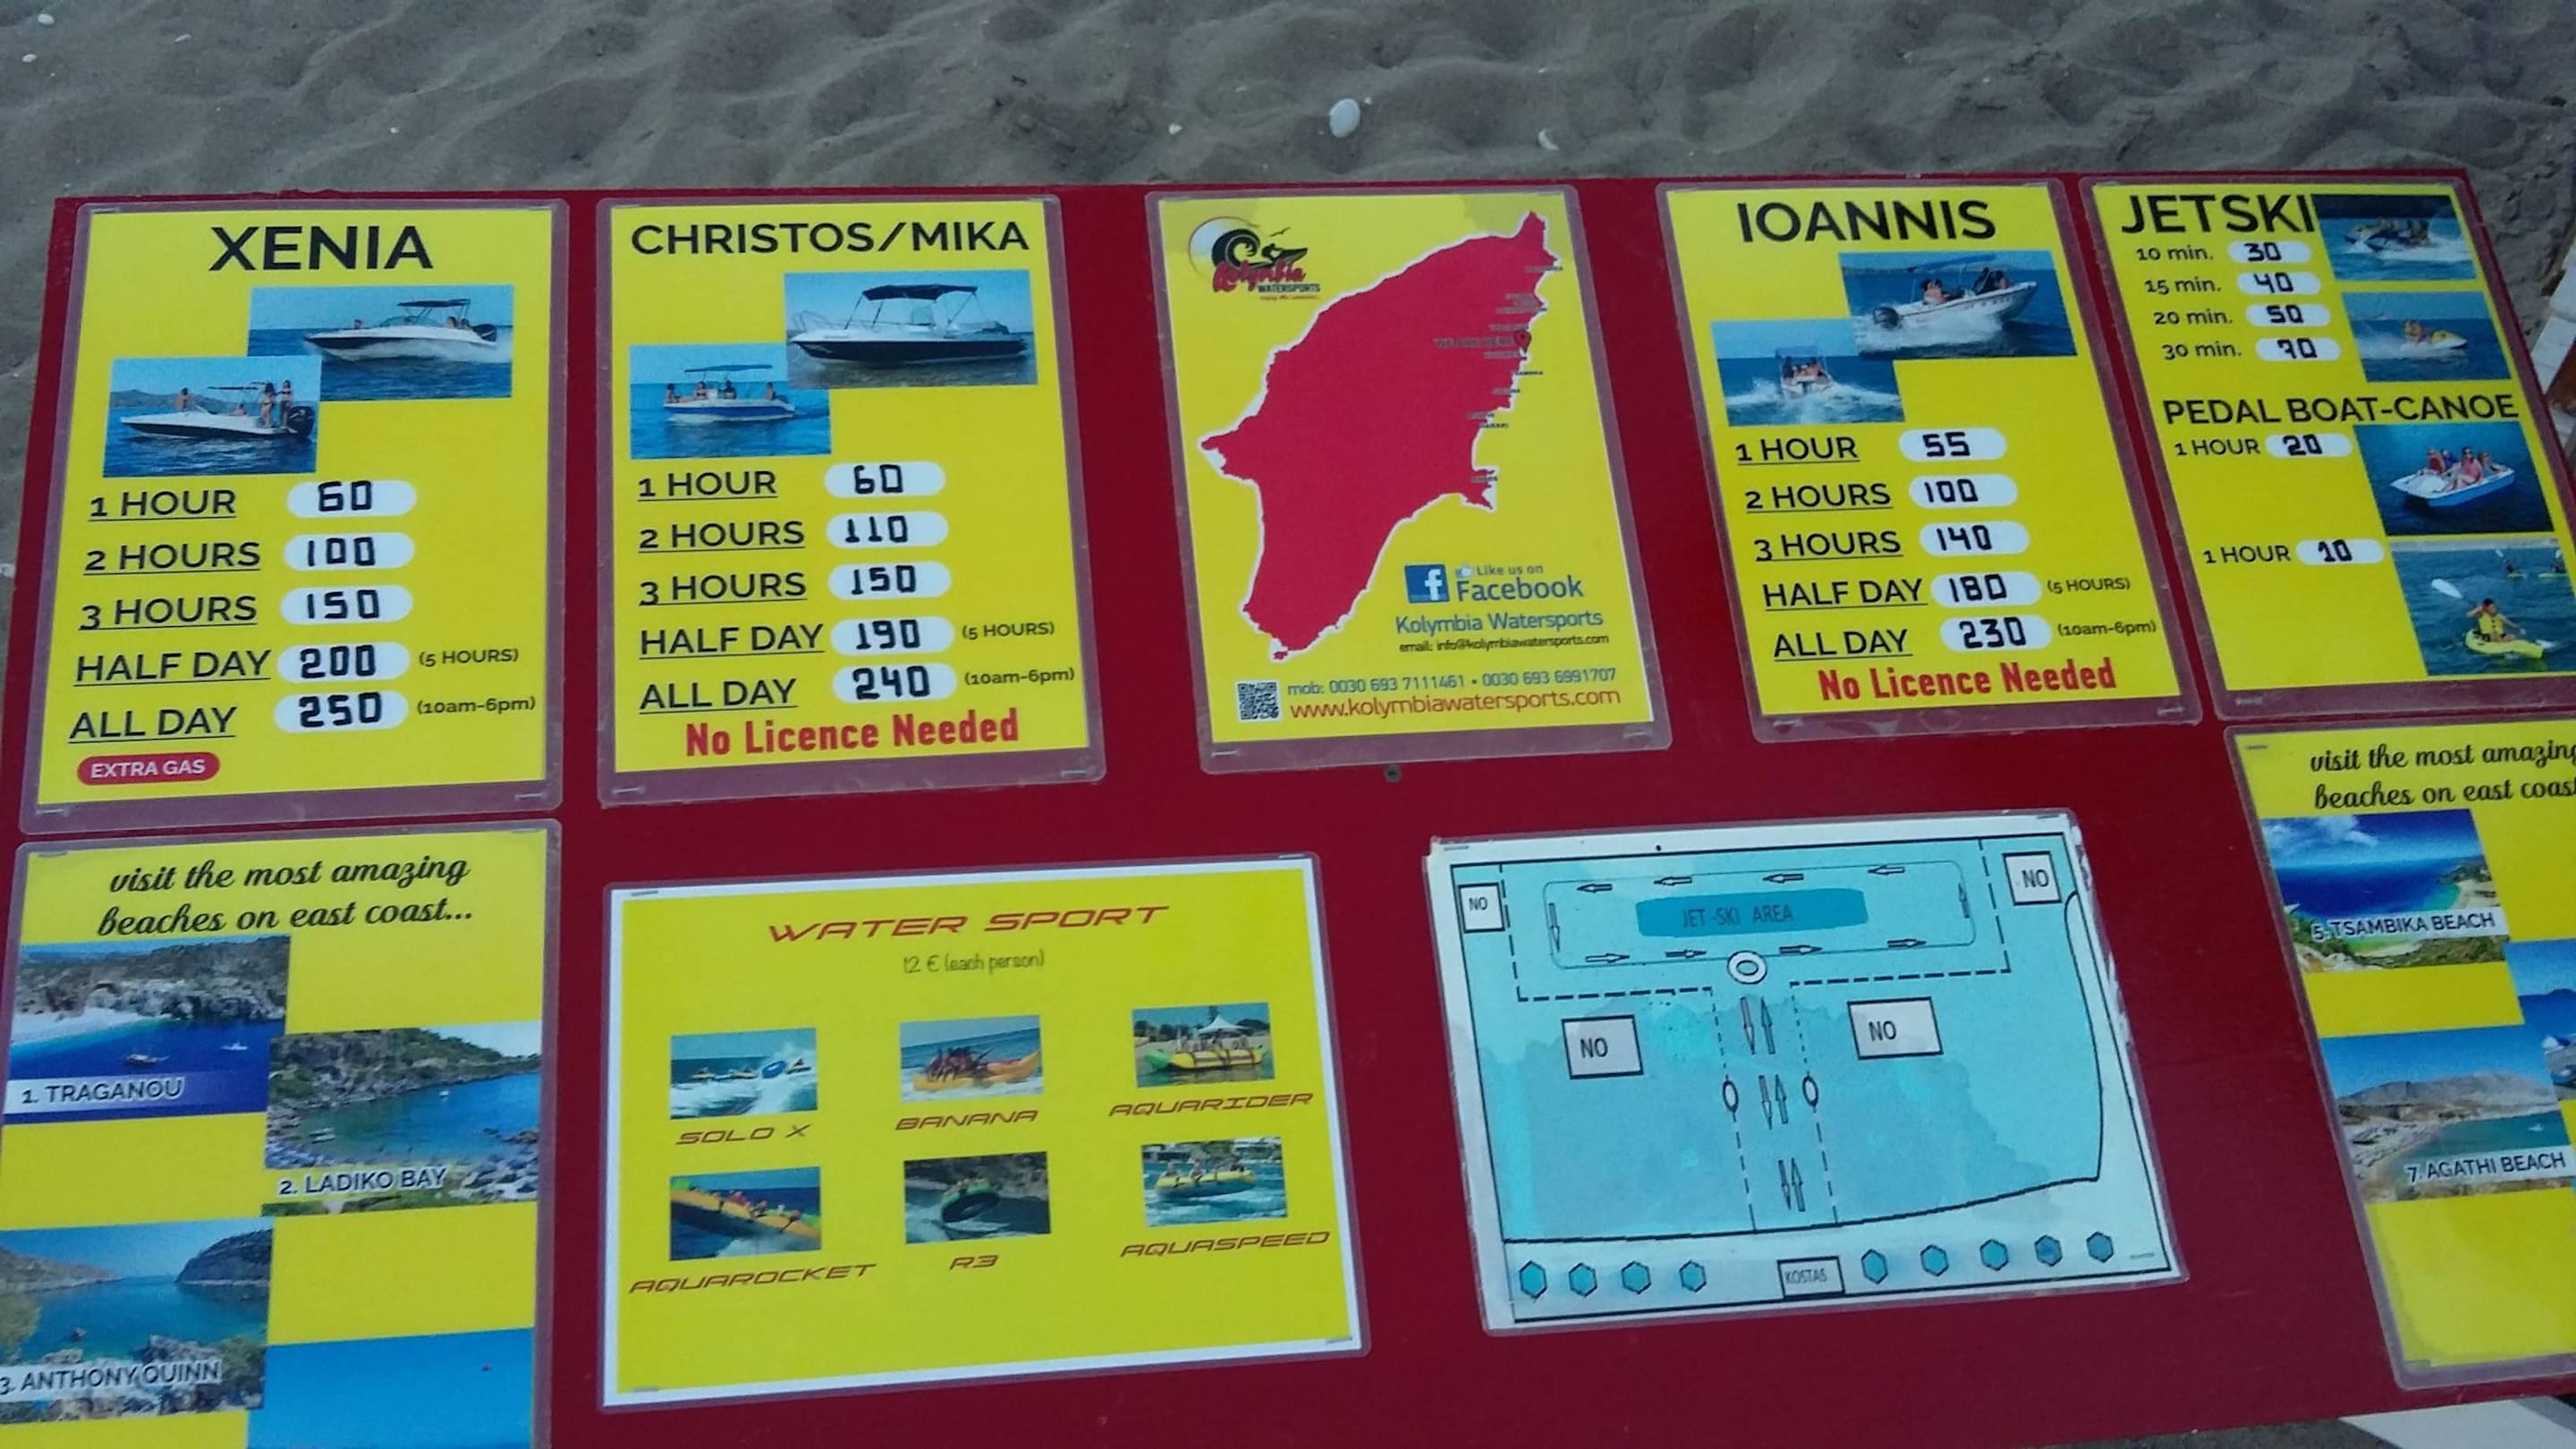 XENIA
1 HOUR 60
2 HOURS 100
3 HOURS 150
HALF DAY 200 (5 HOURS)
ALL DAY 250 (10am-6pm)
EXTRA GAS
CHRISTOS/MIKA
1 HOUR 60
2 HOURS 110
3 HOURS 150
HALF DAY 190 (5 HOURS)
ALL DAY 240 (10am-6pm)
No Licence Needed
Kolymbia
WATERSPORTS
WE ARE HERE
Like us on
Facebook
Kolymbia Watersports
email: info@kolymbiawatersports.com
mob: 0030 693 7111461 • 0030 693 6991707
www.kolymbiawatersports.com
IOANNIS
1 HOUR 55
2 HOURS 100
3 HOURS 140
HALF DAY 180 (5 HOURS)
ALL DAY 230 (10am-6pm)
No Licence Needed
JETSKI
10 min. 30
15 min. 40
20 min. 50
30 min. 70
PEDAL BOAT-CANOE
1 HOUR 20
1 HOUR 10
visit the most amazing
beaches on east coast...
1. TRAGANOU
2. LADIKO BAY
3. ANTHONY QUINN
WATER SPORT
12 € (each person)
SOLO X
BANANA
AQUARIDER
AQUAROCKET
R3
AQUASPEED
NO
JET-SKI AREA
NO
NO
NO
KOSTAS
visit the most amazing
beaches on east coast
5. TSAMBIKA BEACH
7. AGATHI BEACH